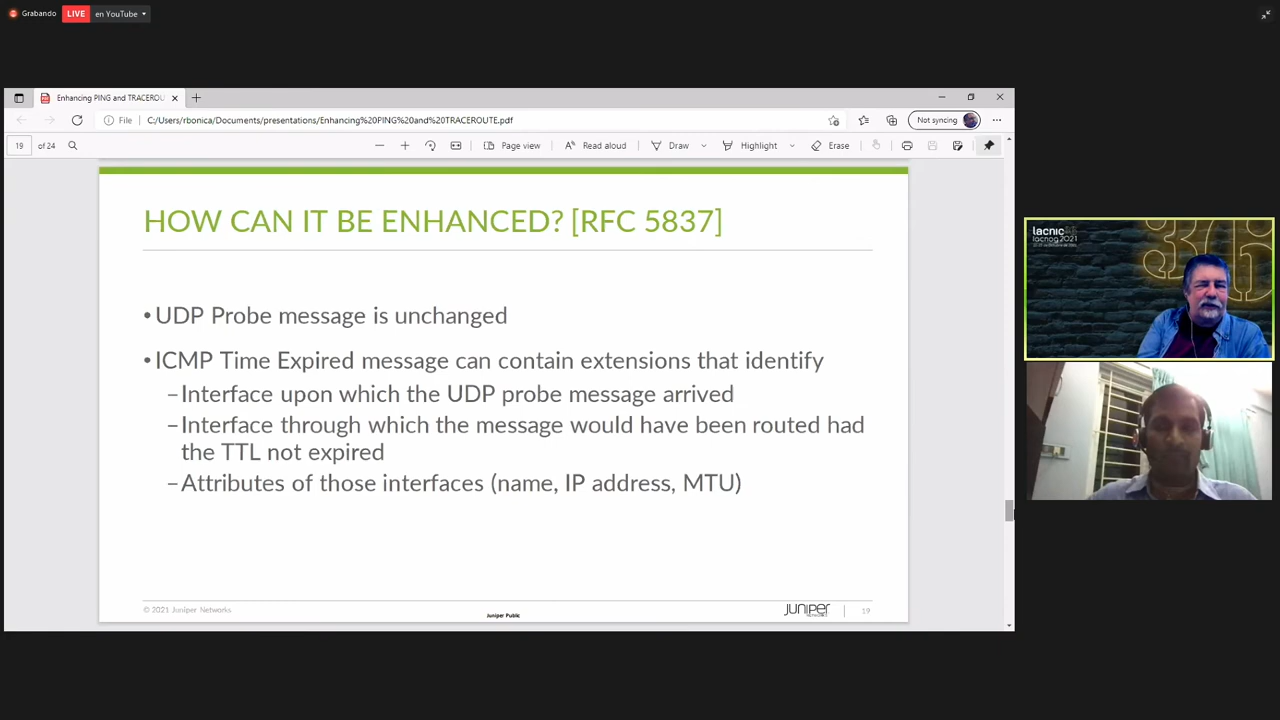 Grabando
LIVE
en YouTube
Enhancing PING and TRACEROU
File
C:/Users/rbonica/Documents/presentations/Enhancing%20PING%20and%20TRACEROUTE.pdf
Not syncing
19 of 24
Page view
Read aloud
Draw
Highlight
Erase
HOW CAN IT BE ENHANCED? [RFC 5837]
•UDP Probe message is unchanged
•ICMP Time Expired message can contain extensions that identify
–Interface upon which the UDP probe message arrived
–Interface through which the message would have been routed had
the TTL not expired
–Attributes of those interfaces (name, IP address, MTU)
© 2021 Juniper Networks
Juniper Public
JUNIPER
NETWORKS
19
lacnic36
lacnog2021
36